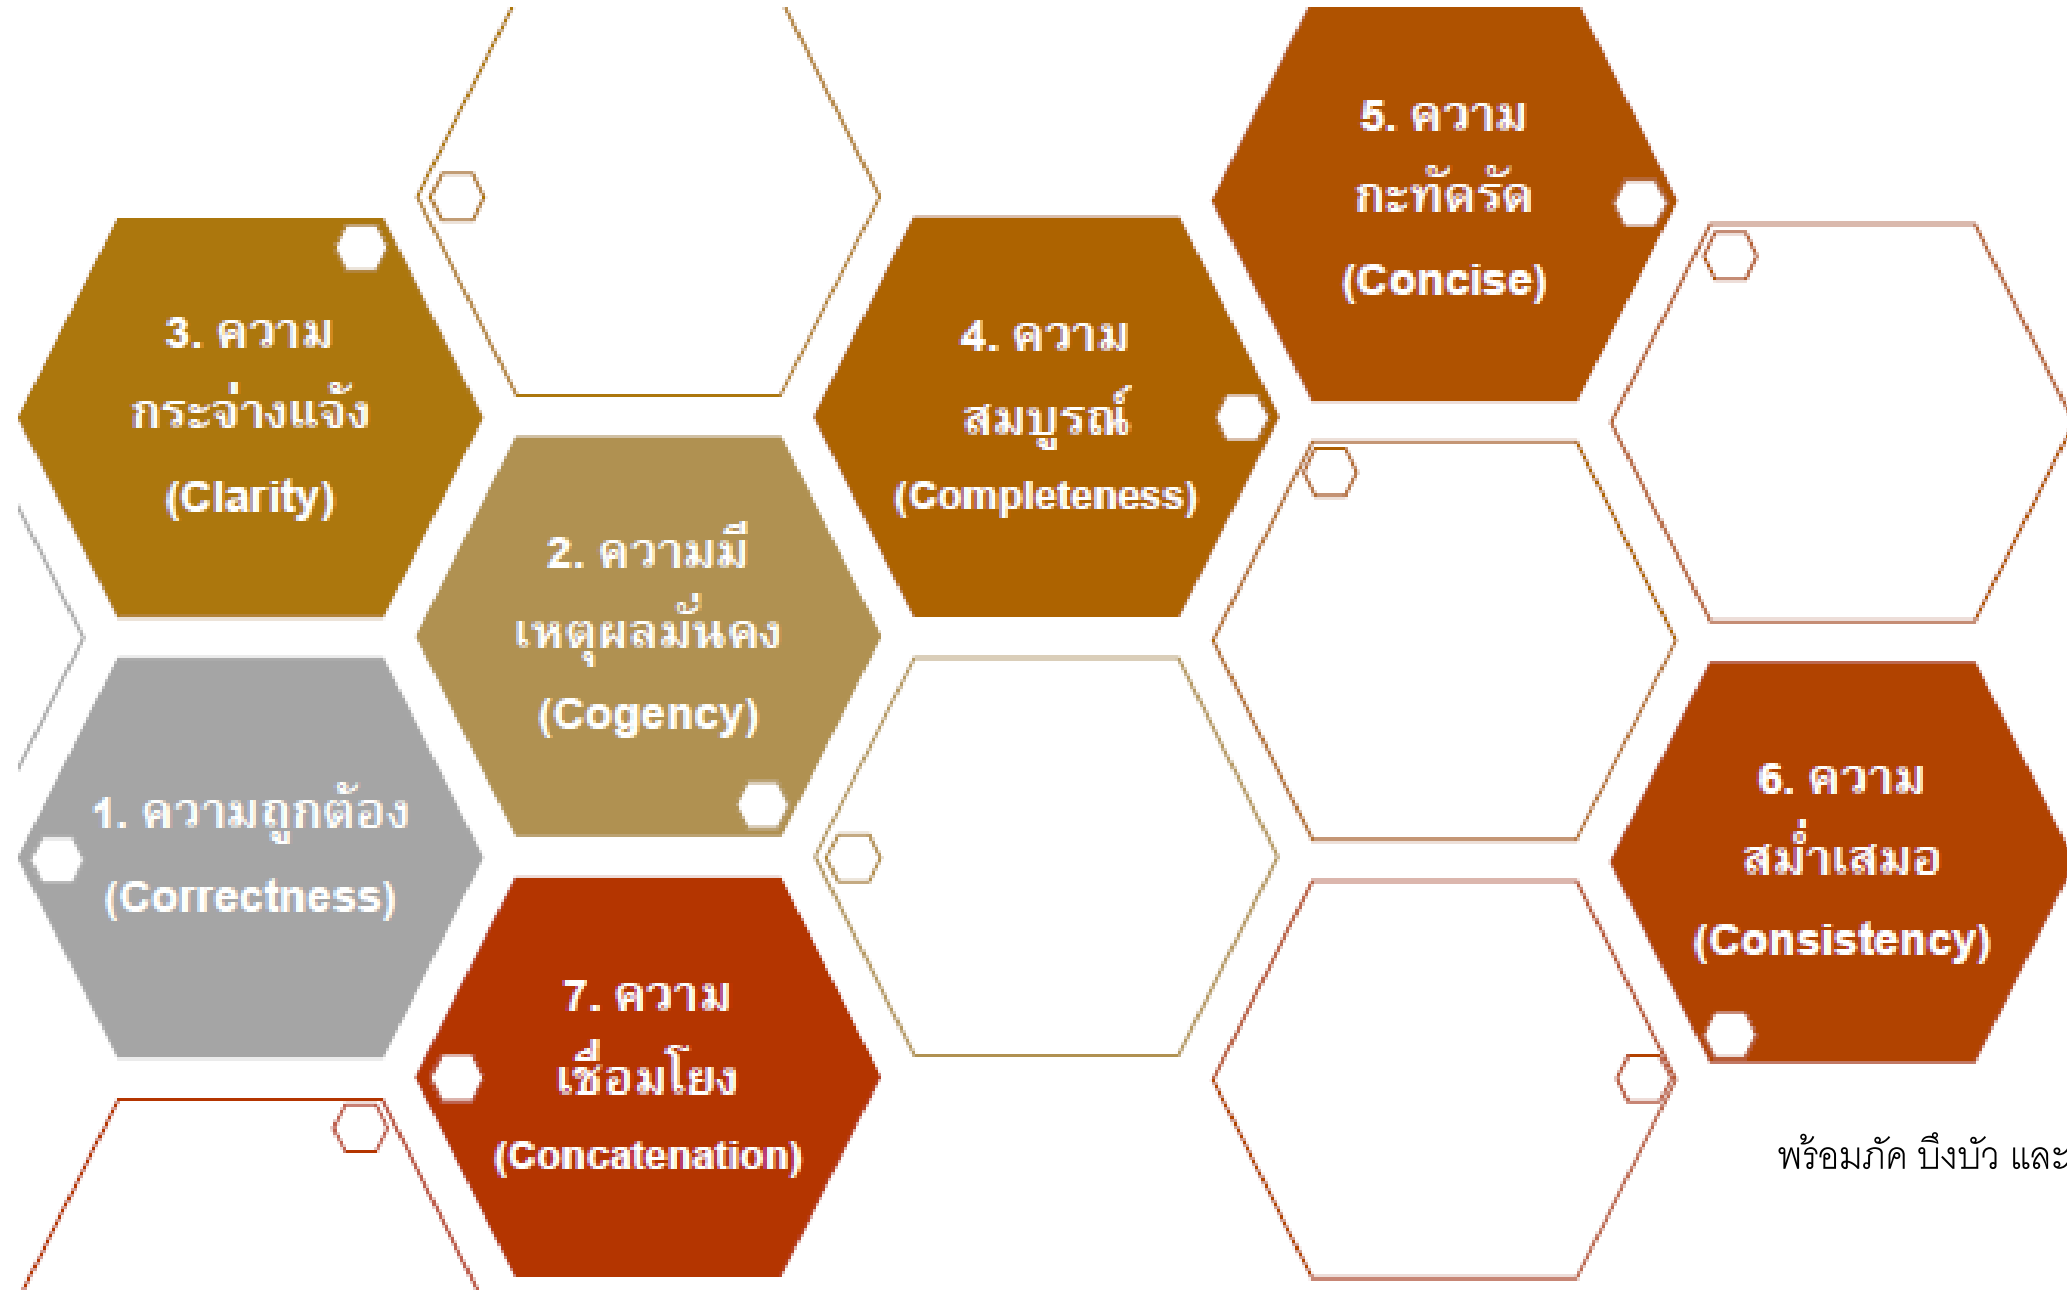 1. ความถูกต้อง
(Correctness)
2. ความมี
เหตุผลมั่นคง
(Cogency)
3. ความ
กระจ่างแจ้ง
(Clarity)
4. ความ
สมบูรณ์
(Completeness)
5. ความ
กะทัดรัด
(Concise)
6. ความ
สม่ำเสมอ
(Consistency)
7. ความ
เชื่อมโยง
(Concatenation)
พร้อมภัค บึงบัว และ